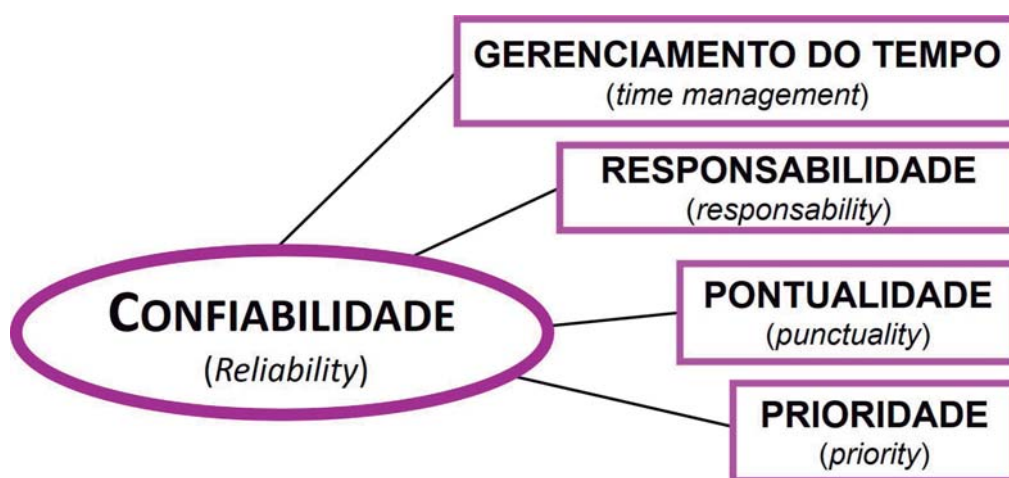 GERENCIAMENTO DO TEMPO
(time management)
RESPONSABILIDADE
(responsability)
CONFIABILIDADE
(Reliability)
PONTUALIDADE
(punctuality)
PRIORIDADE
(priority)